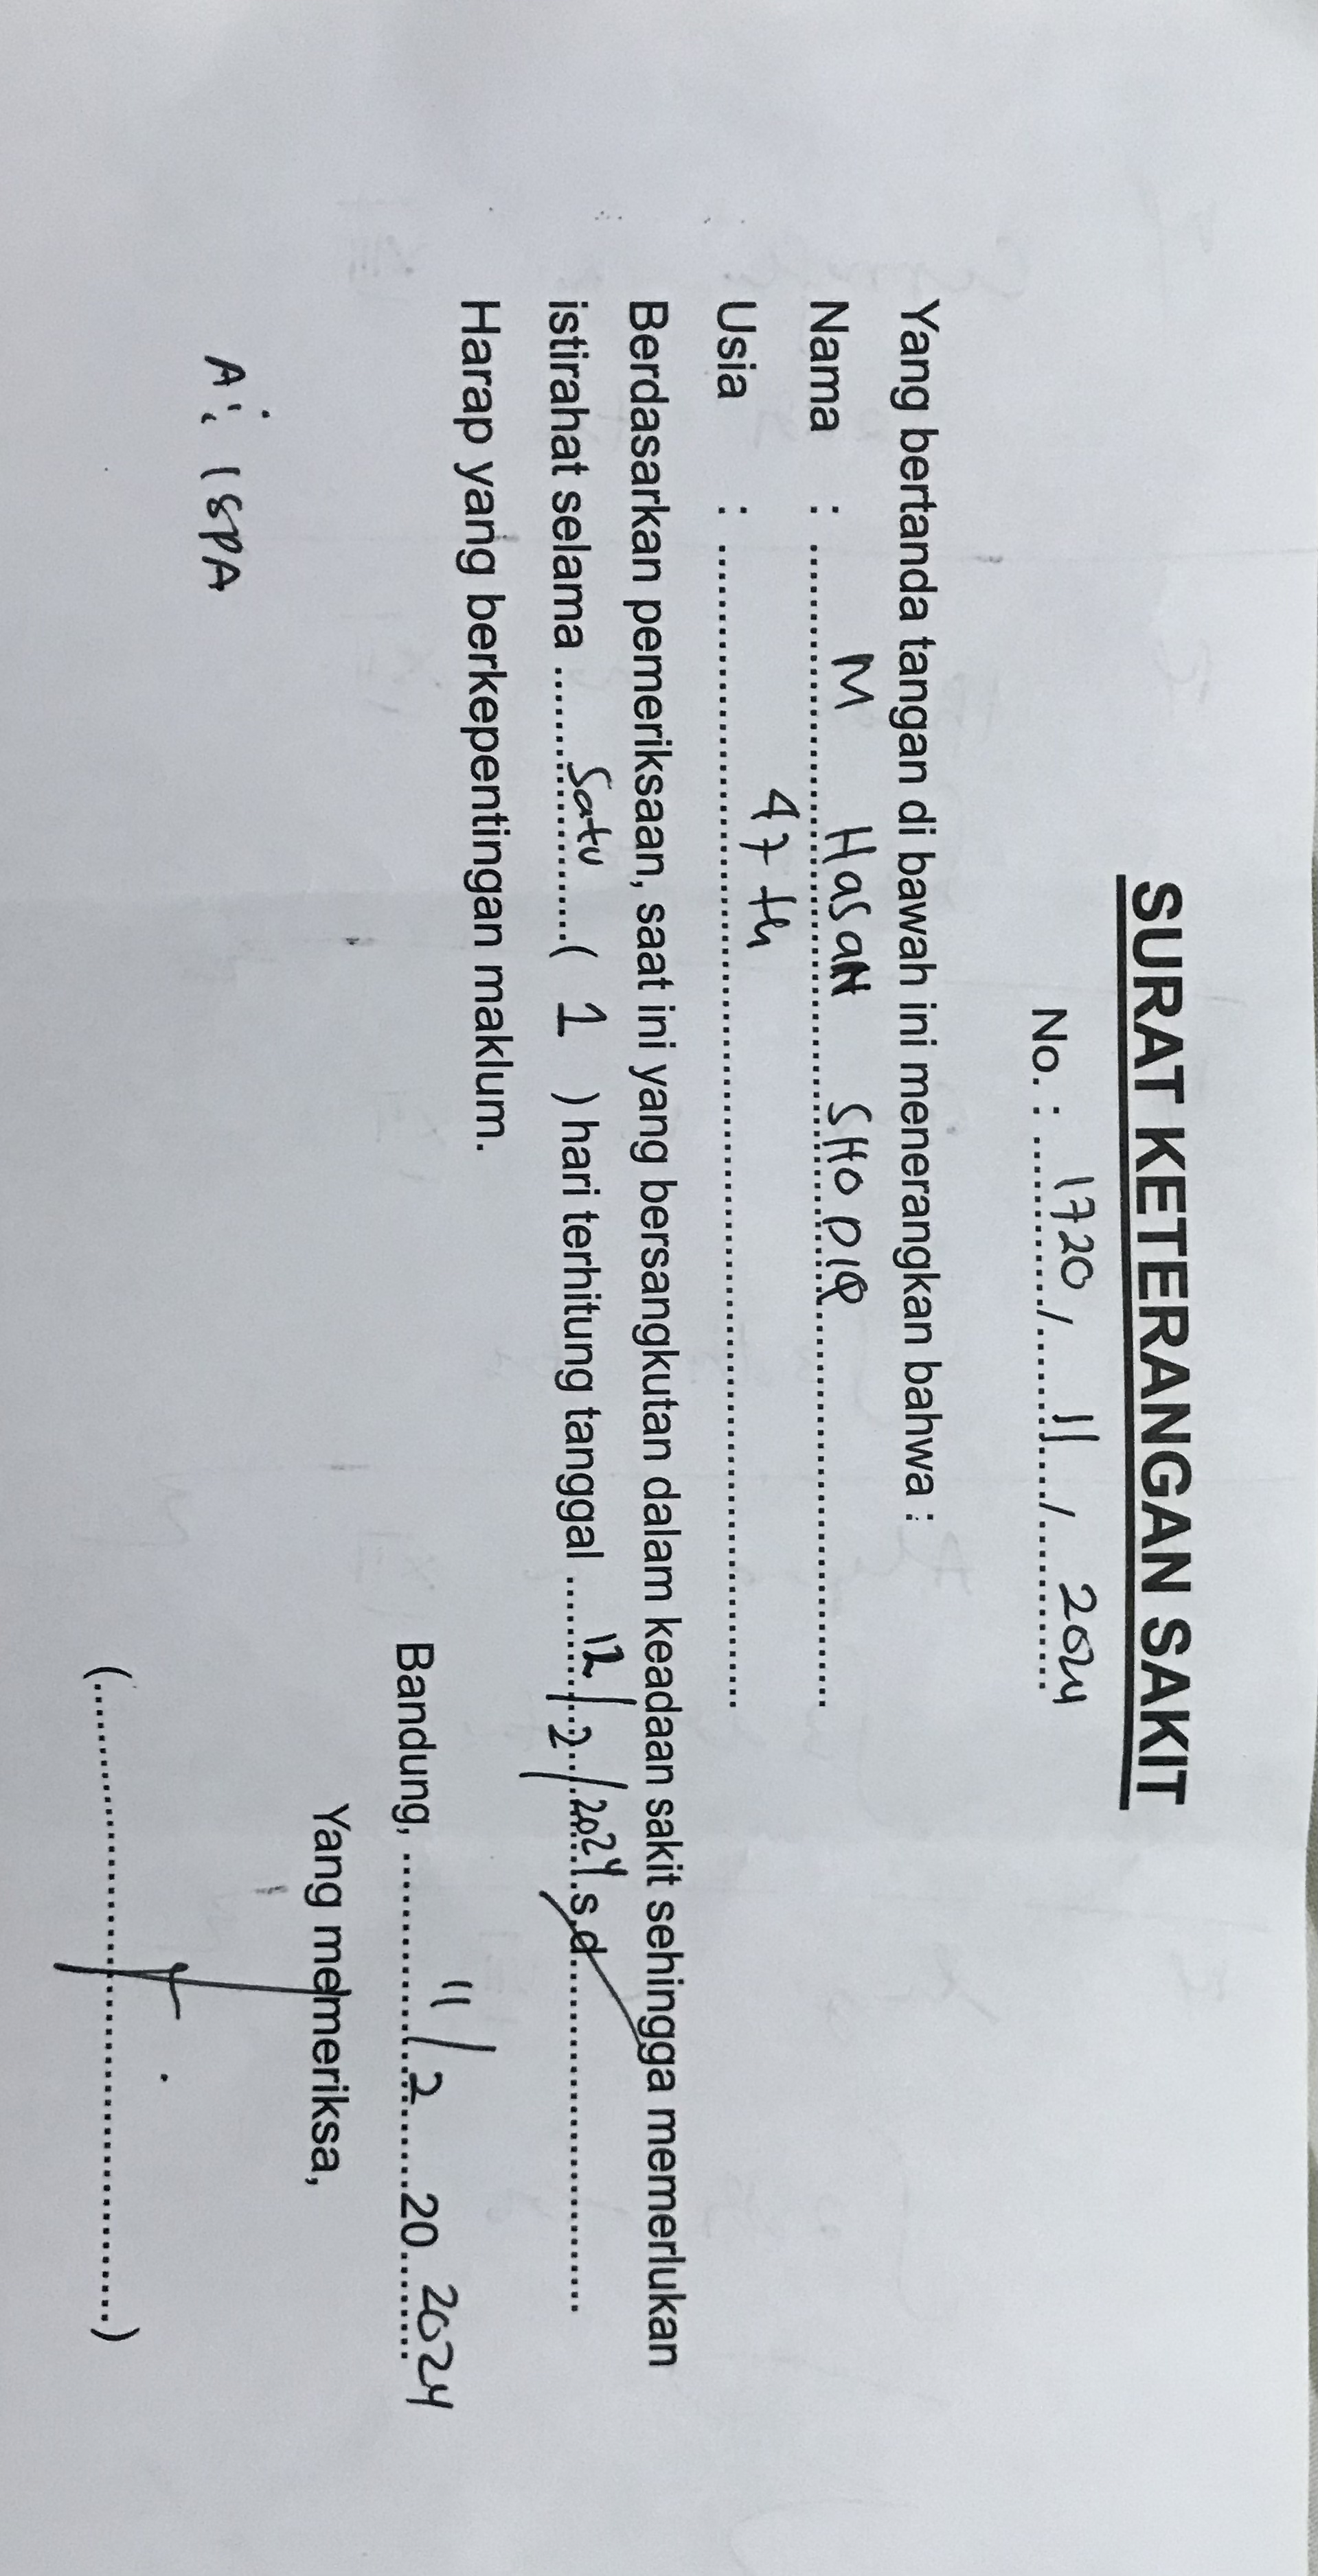 SURAT KETERANGAN SAKIT
No. : 1720 / 11 / 2024
Yang bertanda tangan di bawah ini menerangkan bahwa :
Nama : M HASAN SHOPIQ
Usia : 47 th
Berdasarkan pemeriksaan, saat ini yang bersangkutan dalam keadaan sakit sehingga memerlukan
istirahat selama Satu ( 1 ) hari terhitung tanggal 12/2/2024 s.d
Harap yang berkepentingan maklum.
Bandung, 11/2 20 2024
Yang memeriksa,
A: ISPA
(..............................)